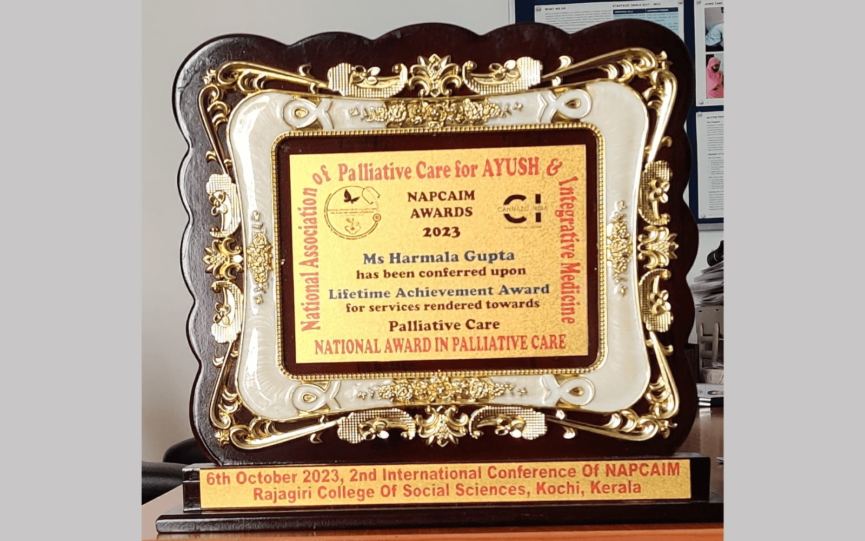 National Association of Palliative Care for AYUSH & Integrative Medicine
NAPCAIM
AWARDS
2023
CI
Ms Harmala Gupta
has been conferred upon
Lifetime Achievement Award
for services rendered towards
Palliative Care
NATIONAL AWARD IN PALLIATIVE CARE
6th October 2023, 2nd International Conference Of NAPCAIM
Rajagiri College Of Social Sciences, Kochi, Kerala